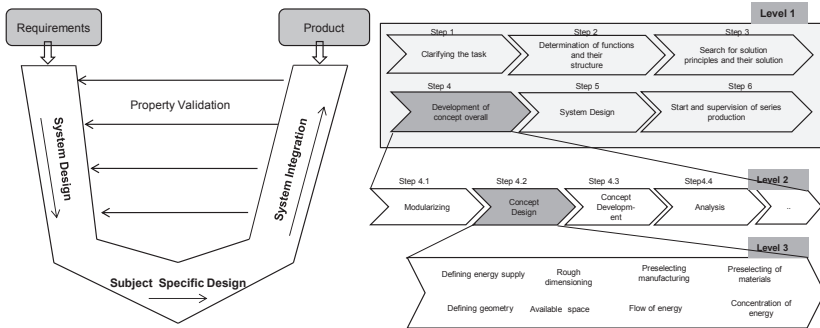 Requirements
Product
Property Validation
System Design
System Integration
Subject Specific Design
Level 1
Step 1
Clarifying the task
Step 2
Determination of functions
and their
structure
Step 3
Search for solution
principles and their solution
Step 4
Development of
concept overall
Step 5
System Design
Step 6
Start and supervision of series
production
Level 2
Step 4.1
Modularizing
Step 4.2
Concept
Design
Step 4.3
Concept
Developm-
ent
Step4.4
Analysis
..
Level 3
Defining energy supply
Rough
dimensioning
Preselecting
manufacturing
Preselecting of
materials
Defining geometry
Available space
Flow of energy
Concentration of
energy